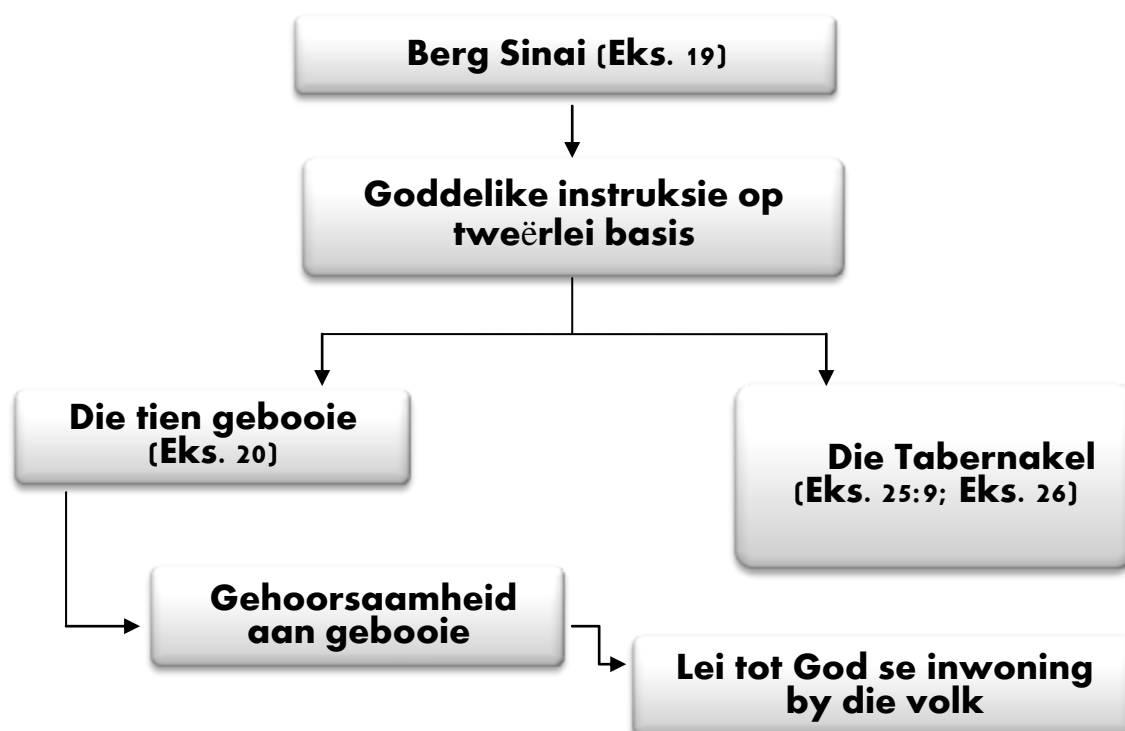 Berg Sinai (Eks. 19)
Goddelike instruksie op
tweërlei basis
Die tien gebooie
(Eks. 20)
Die Tabernakel
(Eks. 25:9; Eks. 26)
Gehoorsaamheid
aan gebooie
Lei tot God se inwoning
by die volk